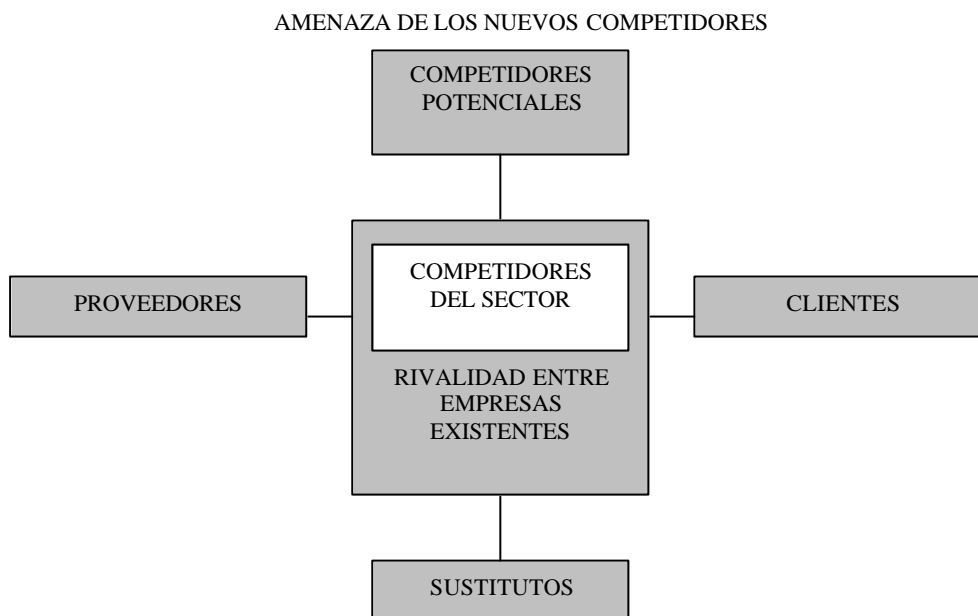 AMENAZA DE LOS NUEVOS COMPETIDORES
COMPETIDORES
POTENCIALES
PROVEEDORES
COMPETIDORES
DEL SECTOR
CLIENTES
RIVALIDAD ENTRE
EMPRESAS
EXISTENTES
SUSTITUTOS